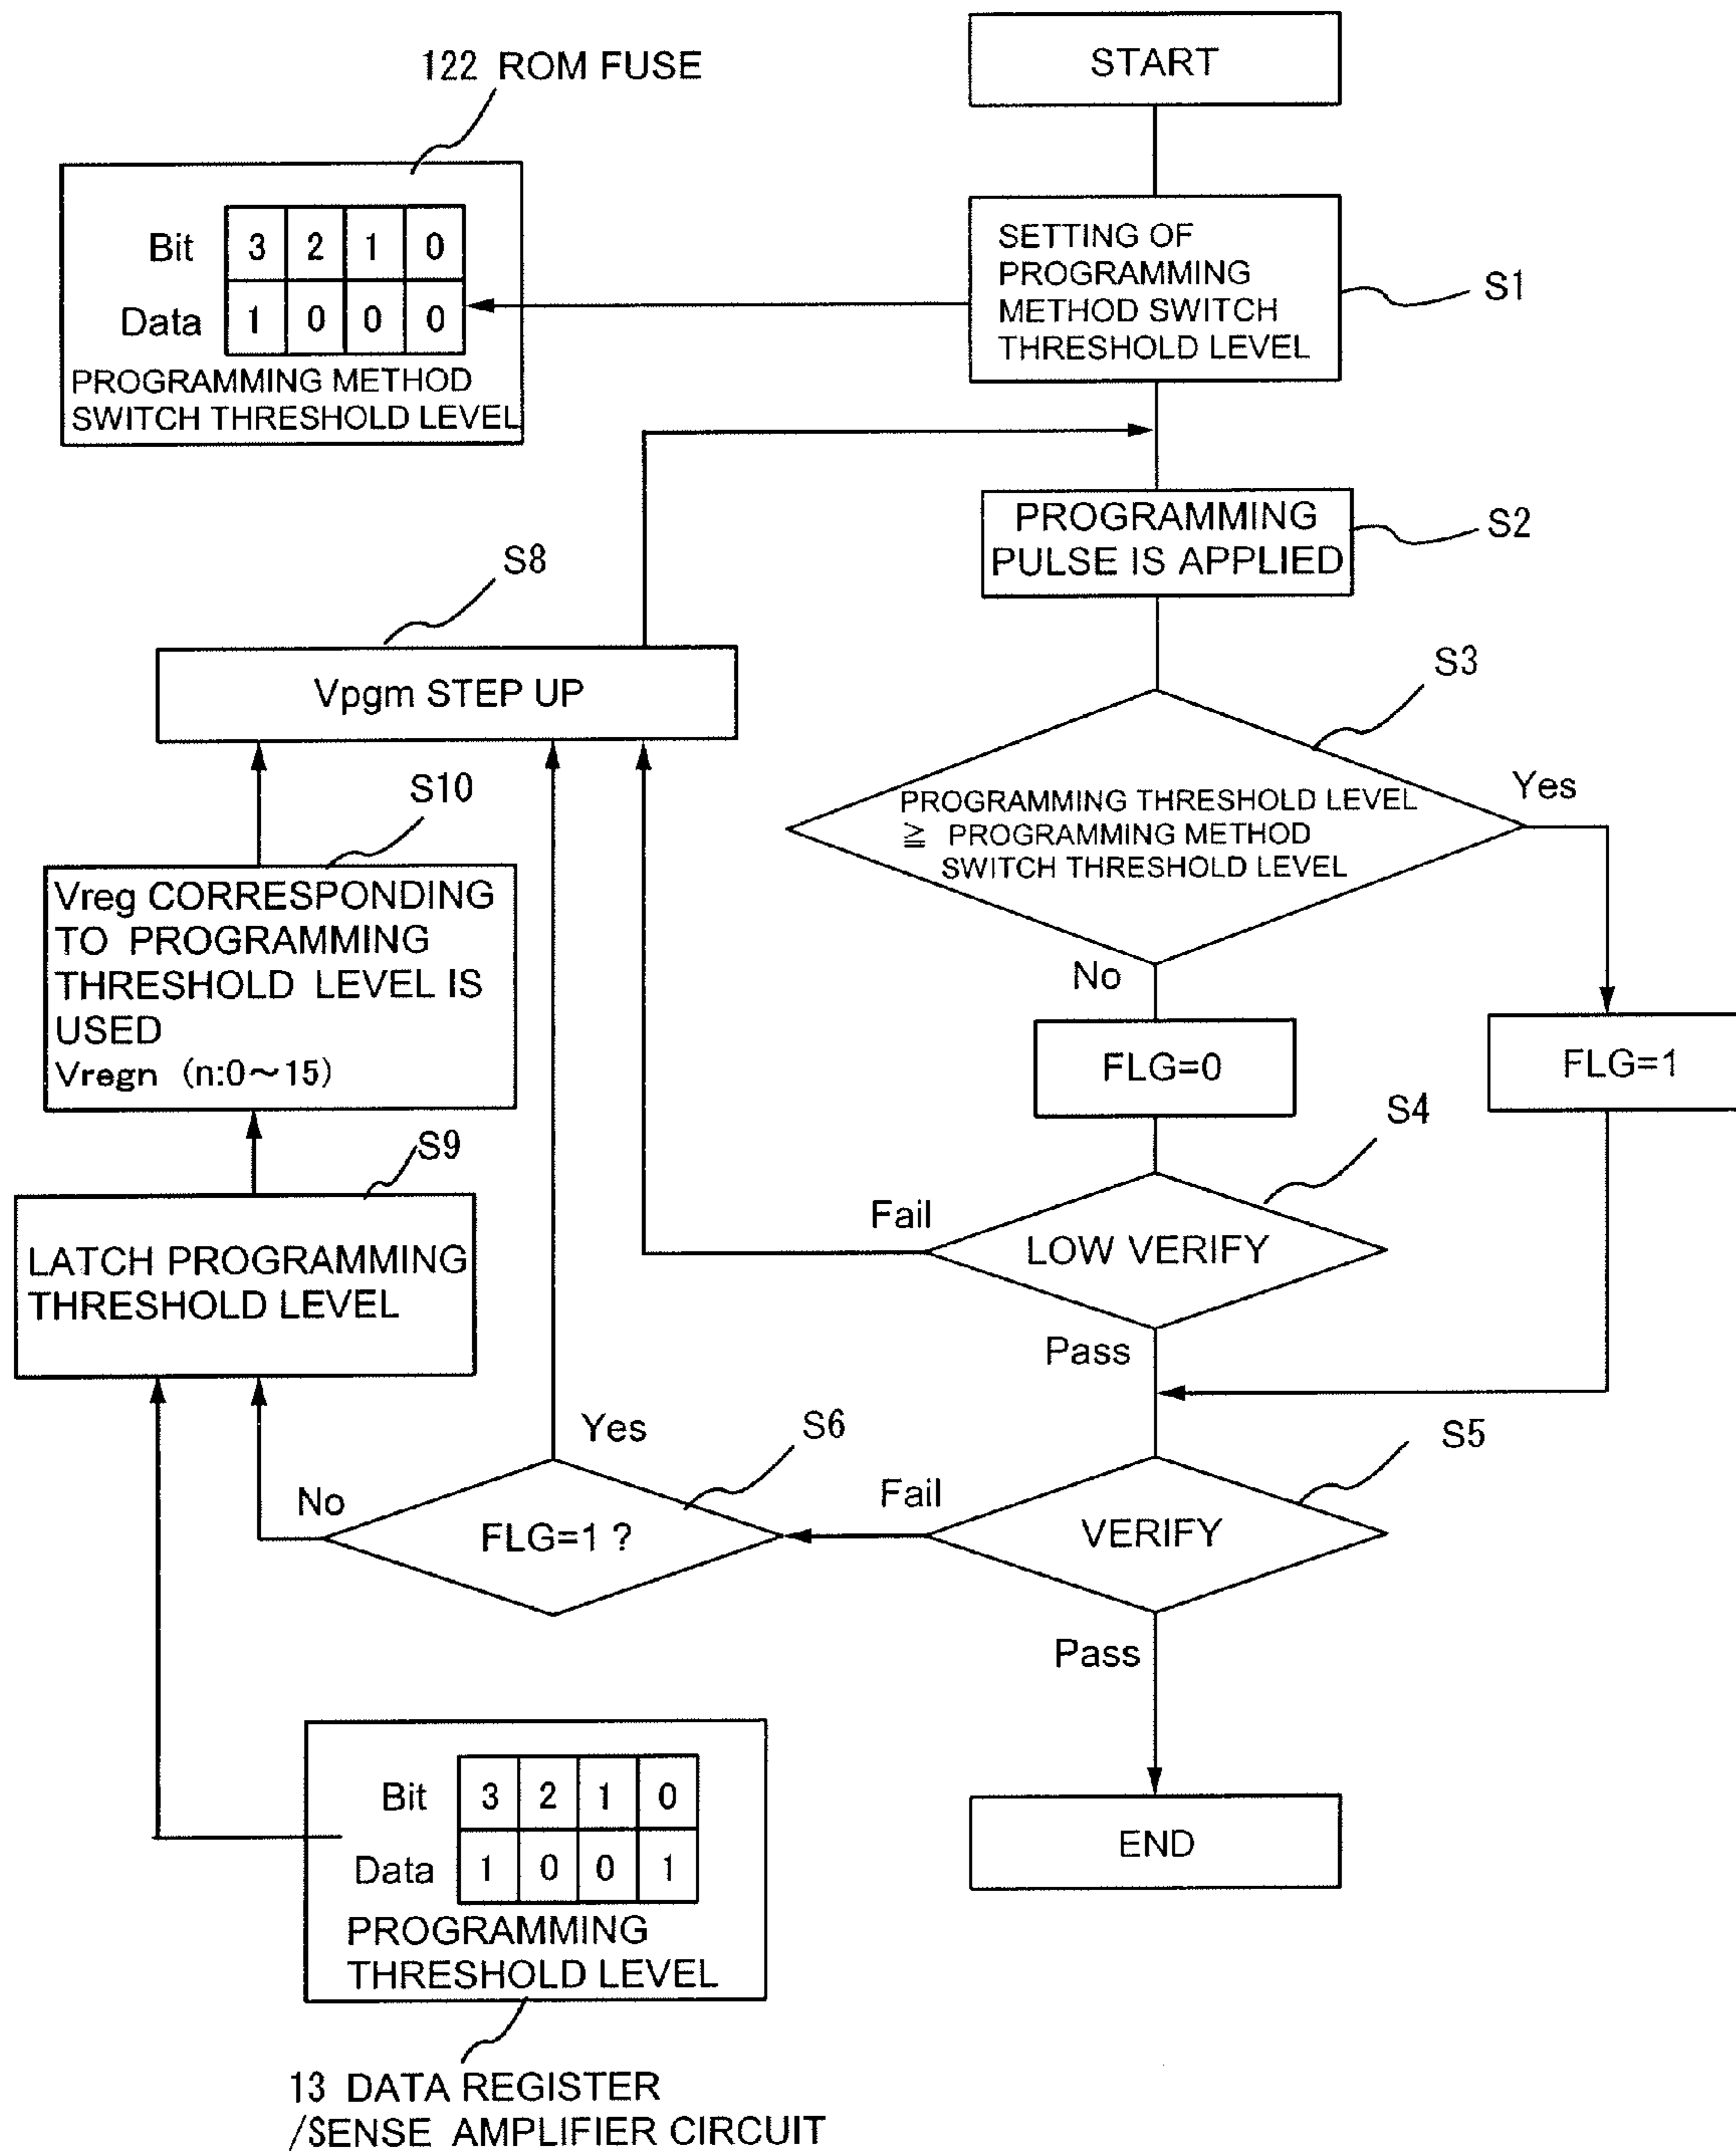 122 ROM FUSE
START
Bit 3 2 1 0
Data 1 0 0 0
PROGRAMMING METHOD
SWITCH THRESHOLD LEVEL
SETTING OF
PROGRAMMING
METHOD SWITCH
THRESHOLD LEVEL
S1
PROGRAMMING
PULSE IS APPLIED
S2
S8
Vpgm STEP UP
S3
PROGRAMMING THRESHOLD LEVEL
≧ PROGRAMMING METHOD
SWITCH THRESHOLD LEVEL
Yes
No
S10
Vreg CORRESPONDING
TO PROGRAMMING
THRESHOLD LEVEL IS
USED
Vregn (n:0~15)
FLG=0
FLG=1
S4
S9
Fail
LOW VERIFY
LATCH PROGRAMMING
THRESHOLD LEVEL
Pass
Yes
S6
S5
No
Fail
FLG=1 ?
VERIFY
Pass
Bit 3 2 1 0
Data 1 0 0 1
PROGRAMMING
THRESHOLD LEVEL
END
13 DATA REGISTER
/SENSE AMPLIFIER CIRCUIT